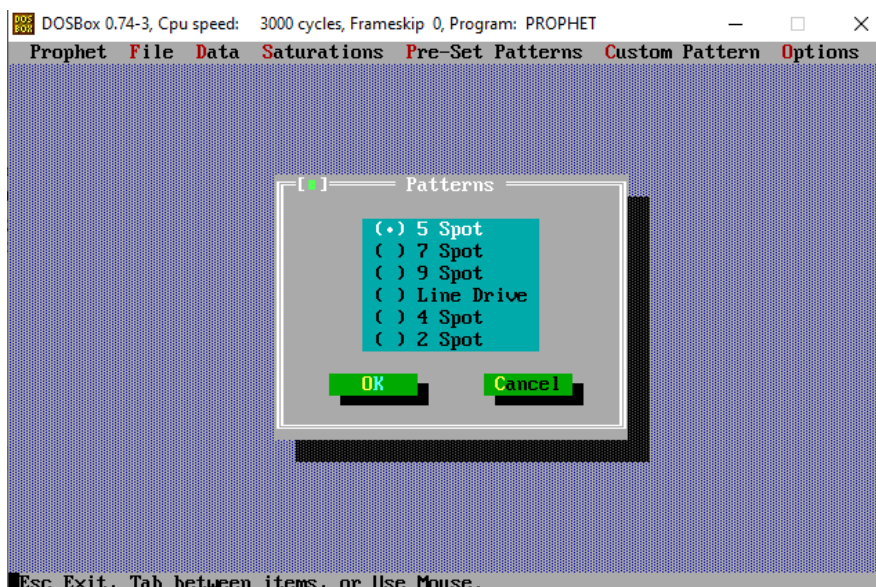 DOSBox 0.74-3, Cpu speed: 3000 cycles, Frameskip 0, Program: PROPHET
Prophet File Data Saturations Pre-Set Patterns Custom Pattern Options
[■] Patterns
(•) 5 Spot
( ) 7 Spot
( ) 9 Spot
( ) Line Drive
( ) 4 Spot
( ) 2 Spot
OK Cancel
Esc Exit, Tab between items, or Use Mouse.